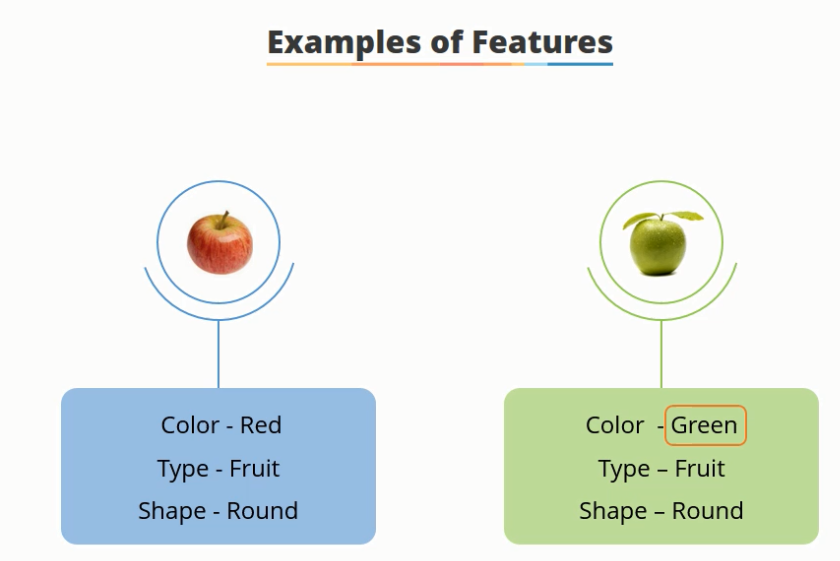 Examples of Features
Color - Red
Type - Fruit
Shape - Round
Color - Green
Type – Fruit
Shape – Round